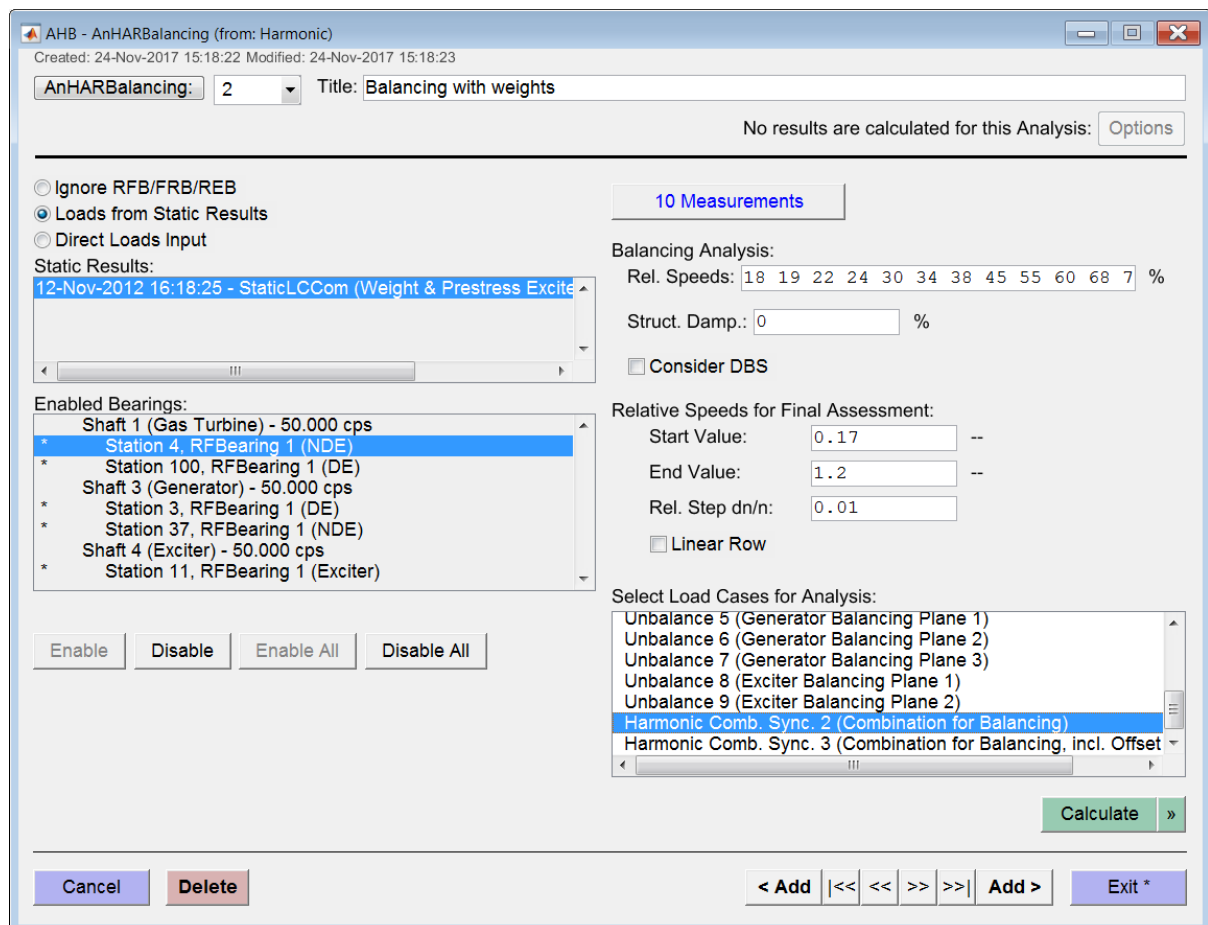 AHB - AnHARBalancing (from: Harmonic)
Created: 24-Nov-2017 15:18:22 Modified: 24-Nov-2017 15:18:23
AnHARBalancing: 2 Title: Balancing with weights
No results are calculated for this Analysis: Options
Ignore RFB/FRB/REB
Loads from Static Results
Direct Loads Input
Static Results:
12-Nov-2012 16:18:25 - StaticLCCom (Weight & Prestress Excite
Enabled Bearings:
Shaft 1 (Gas Turbine) - 50.000 cps
* Station 4, RFBearing 1 (NDE)
* Station 100, RFBearing 1 (DE)
Shaft 3 (Generator) - 50.000 cps
* Station 3, RFBearing 1 (DE)
* Station 37, RFBearing 1 (NDE)
Shaft 4 (Exciter) - 50.000 cps
* Station 11, RFBearing 1 (Exciter)
Enable Disable Enable All Disable All
10 Measurements
Balancing Analysis:
Rel. Speeds: 18 19 22 24 30 34 38 45 55 60 68 7 %
Struct. Damp.: 0 %
Consider DBS
Relative Speeds for Final Assessment:
Start Value: 0.17 --
End Value: 1.2 --
Rel. Step dn/n: 0.01
Linear Row
Select Load Cases for Analysis:
Unbalance 5 (Generator Balancing Plane 1)
Unbalance 6 (Generator Balancing Plane 2)
Unbalance 7 (Generator Balancing Plane 3)
Unbalance 8 (Exciter Balancing Plane 1)
Unbalance 9 (Exciter Balancing Plane 2)
Harmonic Comb. Sync. 2 (Combination for Balancing)
Harmonic Comb. Sync. 3 (Combination for Balancing, incl. Offset
Calculate »
Cancel Delete < Add |<< << >> >>| Add > Exit *